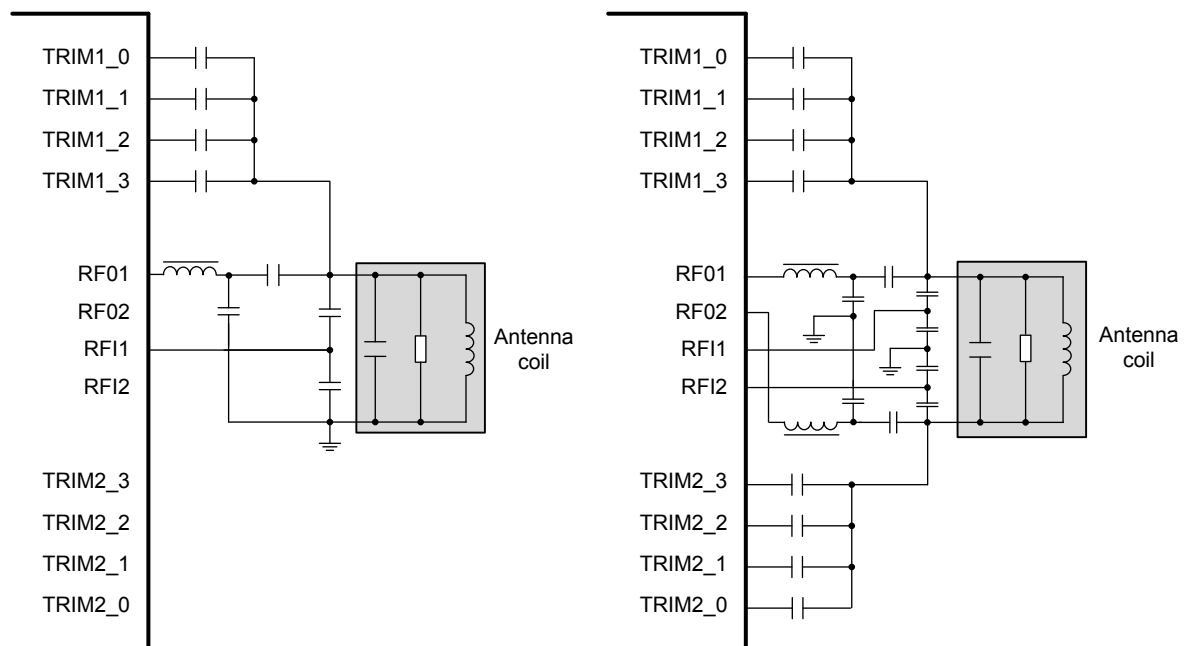 TRIM1_0
TRIM1_1
TRIM1_2
TRIM1_3
RF01
RF02
RFI1
RFI2
Antenna
coil
TRIM2_3
TRIM2_2
TRIM2_1
TRIM2_0
TRIM1_0
TRIM1_1
TRIM1_2
TRIM1_3
RF01
RF02
RFI1
RFI2
Antenna
coil
TRIM2_3
TRIM2_2
TRIM2_1
TRIM2_0